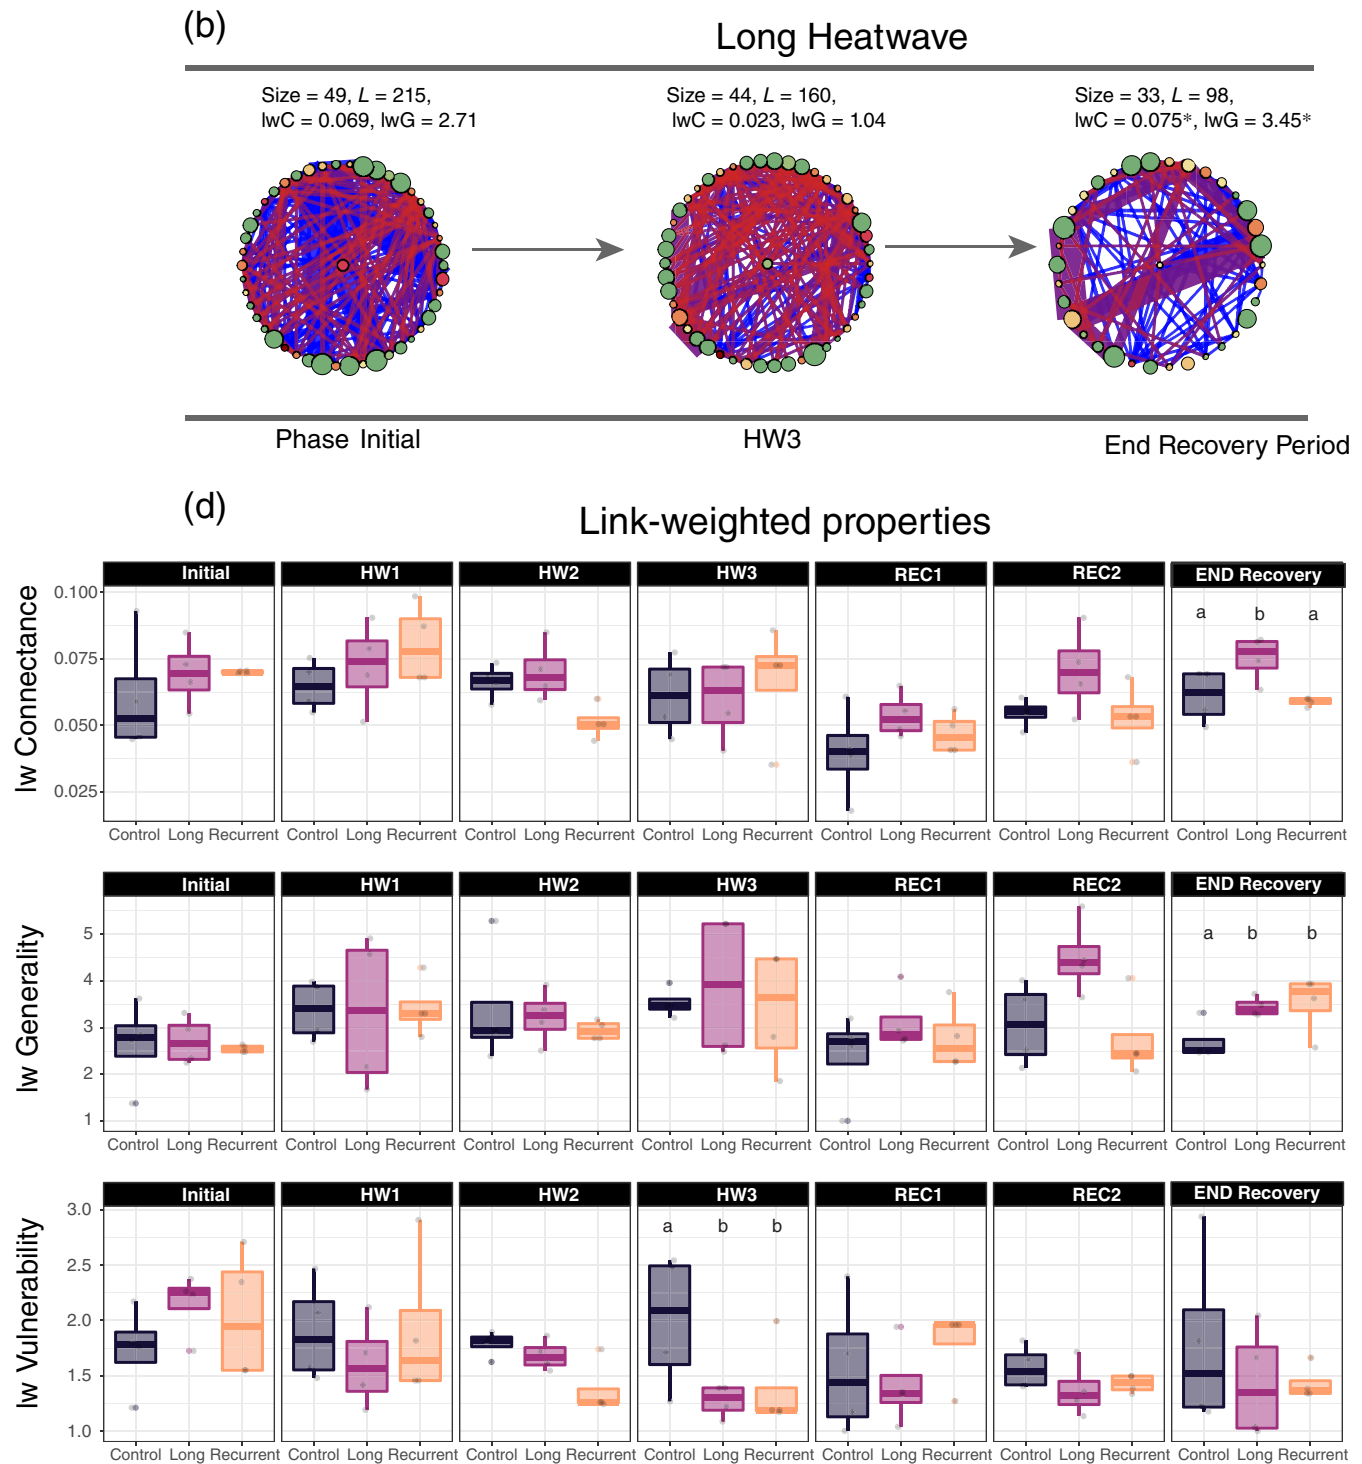 (b)
Long Heatwave
Size = 49, L = 215,
lwC = 0.069, lwG = 2.71
Size = 44, L = 160,
lwC = 0.023, lwG = 1.04
Size = 33, L = 98,
lwC = 0.075*, lwG = 3.45*
Phase Initial
HW3
End Recovery Period
(d)
Link-weighted properties
lw Connectance
Initial HW1 HW2 HW3 REC1 REC2 END Recovery
0.100
0.075
0.050
0.025
a b a
Control Long Recurrent Control Long Recurrent Control Long Recurrent Control Long Recurrent Control Long Recurrent Control Long Recurrent Control Long Recurrent
lw Generality
Initial HW1 HW2 HW3 REC1 REC2 END Recovery
5
4
3
2
1
a b b
Control Long Recurrent Control Long Recurrent Control Long Recurrent Control Long Recurrent Control Long Recurrent Control Long Recurrent Control Long Recurrent
lw Vulnerability
Initial HW1 HW2 HW3 REC1 REC2 END Recovery
3.0
2.5
2.0
1.5
1.0
a b b
Control Long Recurrent Control Long Recurrent Control Long Recurrent Control Long Recurrent Control Long Recurrent Control Long Recurrent Control Long Recurrent